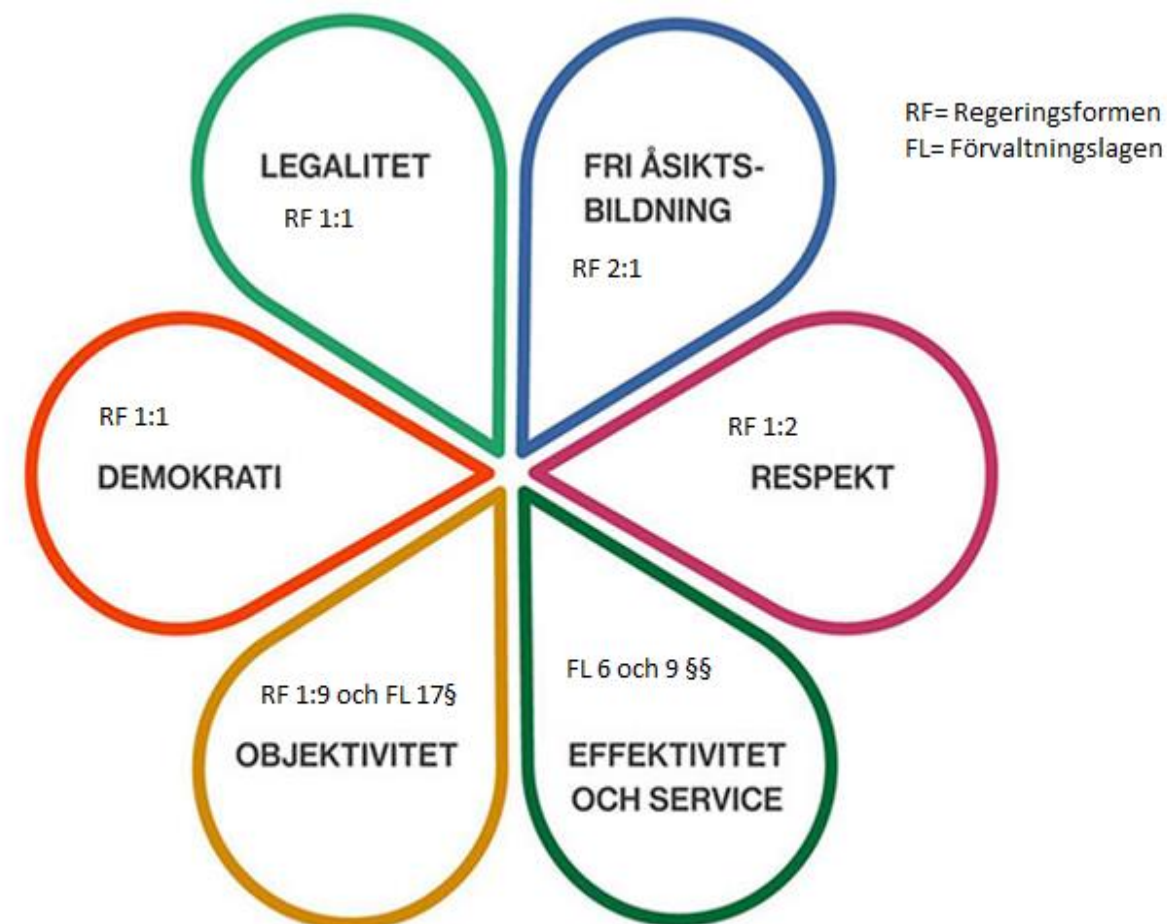 LEGALITET
RF 1:1
FRI ÅSIKTS-
BILDNING
RF 2:1
RF= Regeringsformen
FL= Förvaltningslagen
RF 1:1
DEMOKRATI
RF 1:2
RESPEKT
RF 1:9 och FL 17§
OBJEKTIVITET
FL 6 och 9 §§
EFFEKTIVITET
OCH SERVICE